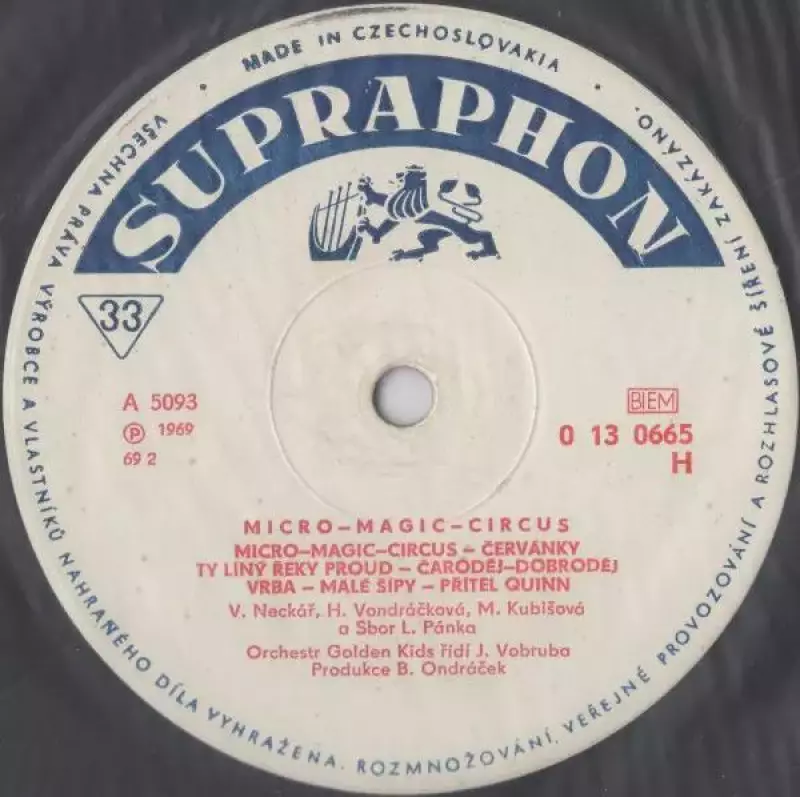 MADE IN CZECHOSLOVAKIA
SUPRAPHON
33
A 5093
Ⓟ 1969
69 2
BIEM
0 13 0665
H
MICRO–MAGIC–CIRCUS
MICRO–MAGIC–CIRCUS – ČERVÁNKY
TY LINÝ ŘEKY PROUD – ČARODĚJ–DOBRODĚJ
VRBA – MALÉ ŠÍPY – PŘÍTEL QUINN
V. Neckář, H. Vondráčková, M. Kubišová
a Sbor L. Pánka
Orchestr Golden Kids řídí J. Vobruba
Produkce B. Ondráček
VŠECHNA PRÁVA VÝROBCE A VLASTNÍKŮ NAHRANÉHO DÍLA VYHRAŽENA. ROZMNOŽOVÁNÍ, VEŘEJNÉ PROVOZOVÁNÍ A ROZHLASOVÉ ŠÍŘENÍ ZAKÁZÁNO.